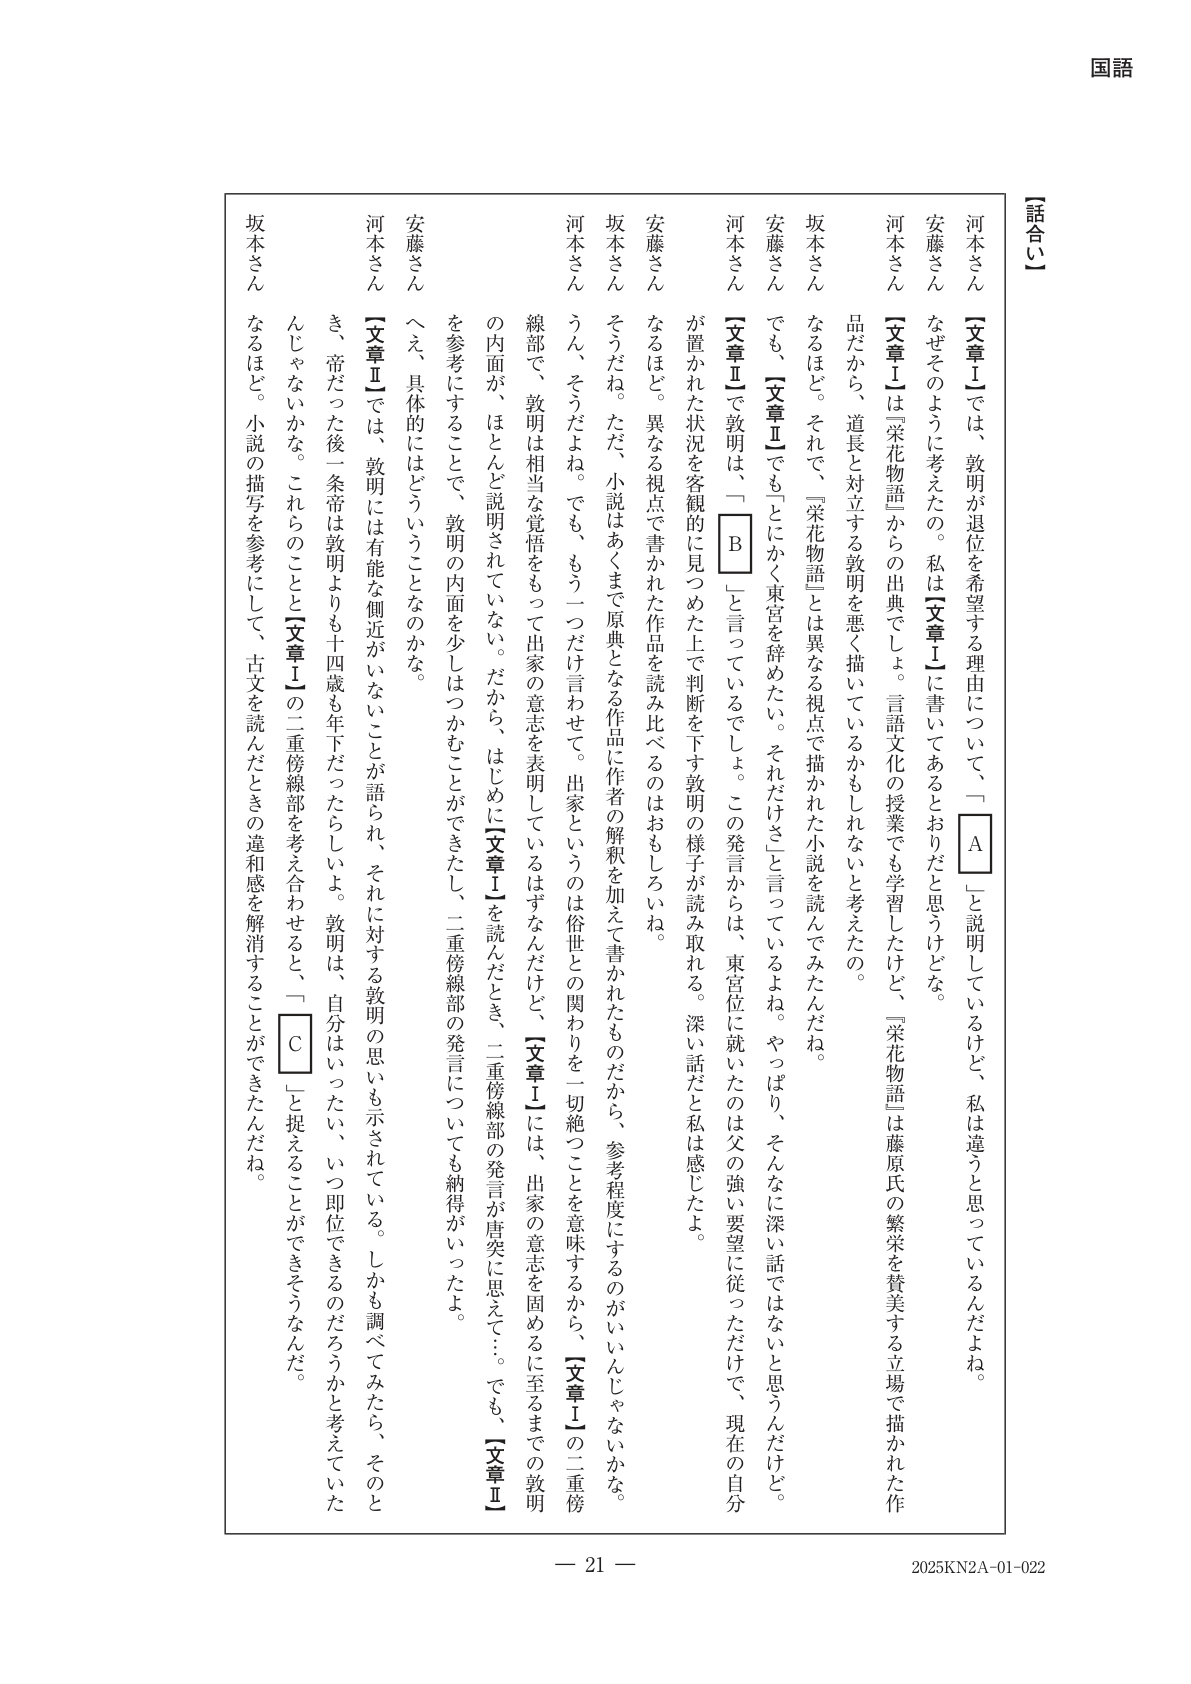 国語
【話合い】
河本さん 【文章Ⅰ】では、敦明が退位を希望する理由について、「 A 」と説明しているけど、私は違うと思っているんだよね。
安藤さん なぜそのように考えたの。私は【文章Ⅰ】に書いてあるとおりだと思うけどな。
河本さん 【文章Ⅰ】は『栄花物語』からの出典でしょ。言語文化の授業でも学習したけど、『栄花物語』は藤原氏の繁栄を賛美する立場で描かれた作
品だから、道長と対立する敦明を悪く描いているかもしれないと考えたの。
坂本さん なるほど。それで、『栄花物語』とは異なる視点で描かれた小説を読んでみたんだね。
安藤さん でも、【文章Ⅱ】でも「とにかく東宮を辞めたい。それだけさ」と言っているよね。やっぱり、そんなに深い話ではないと思うんだけど。
河本さん 【文章Ⅱ】で敦明は、「 B 」と言っているでしょ。この発言からは、東宮位に就いたのは父の強い要望に従っただけで、現在の自分
が置かれた状況を客観的に見つめた上で判断を下す敦明の様子が読み取れる。深い話だと私は感じたよ。
安藤さん なるほど。異なる視点で書かれた作品を読み比べるのはおもしろいね。
坂本さん そうだね。ただ、小説はあくまで原典となる作品に作者の解釈を加えて書かれたものだから、参考程度にするのがいいんじゃないかな。
河本さん うん、そうだよね。でも、もう一つだけ言わせて。出家というのは俗世との関わりを一切絶つことを意味するから、【文章Ⅰ】の二重傍
線部で、敦明は相当な覚悟をもって出家の意志を表明しているはずなんだけど、【文章Ⅰ】には、出家の意志を固めるに至るまでの敦明
の内面が、ほとんど説明されていない。だから、はじめに【文章Ⅰ】を読んだとき、二重傍線部の発言が唐突に思えて…。でも、【文章Ⅱ】
を参考にすることで、敦明の内面を少しはつかむことができたし、二重傍線部の発言についても納得がいったよ。
安藤さん へえ、具体的にはどういうことなのかな。
河本さん 【文章Ⅱ】では、敦明には有能な側近がいないことが語られ、それに対する敦明の思いも示されている。しかも調べてみたら、そのと
き、帝だった後一条帝は敦明よりも十四歳も年下だったらしいよ。敦明は、自分はいったい、いつ即位できるのだろうかと考えていた
んじゃないかな。これらのことと【文章Ⅰ】の二重傍線部を考え合わせると、「 C 」と捉えることができそうなんだ。
坂本さん なるほど。小説の描写を参考にして、古文を読んだときの違和感を解消することができたんだね。
— 21 —
2025KN2A-01-022